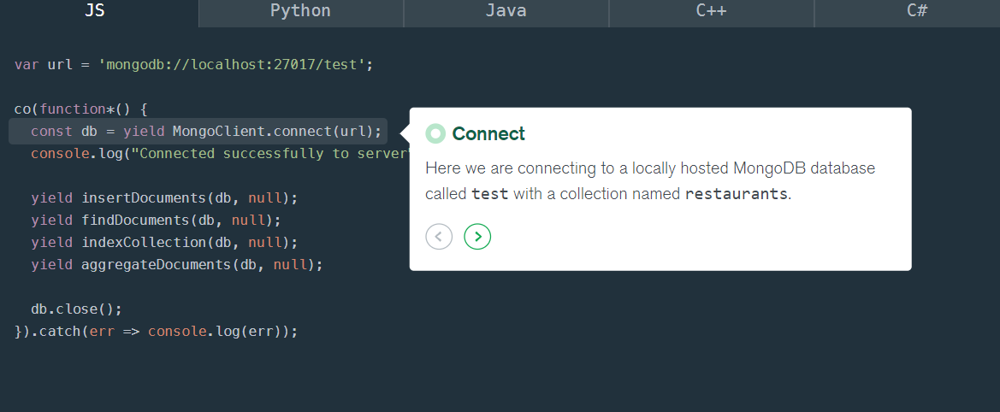 JS Python Java C++ C#
var url = 'mongodb://localhost:27017/test';
co(function*() {
const db = yield MongoClient.connect(url);
console.log("Connected successfully to server"
yield insertDocuments(db, null);
yield findDocuments(db, null);
yield indexCollection(db, null);
yield aggregateDocuments(db, null);
db.close();
}).catch(err => console.log(err));
Connect
Here we are connecting to a locally hosted MongoDB database
called test with a collection named restaurants.